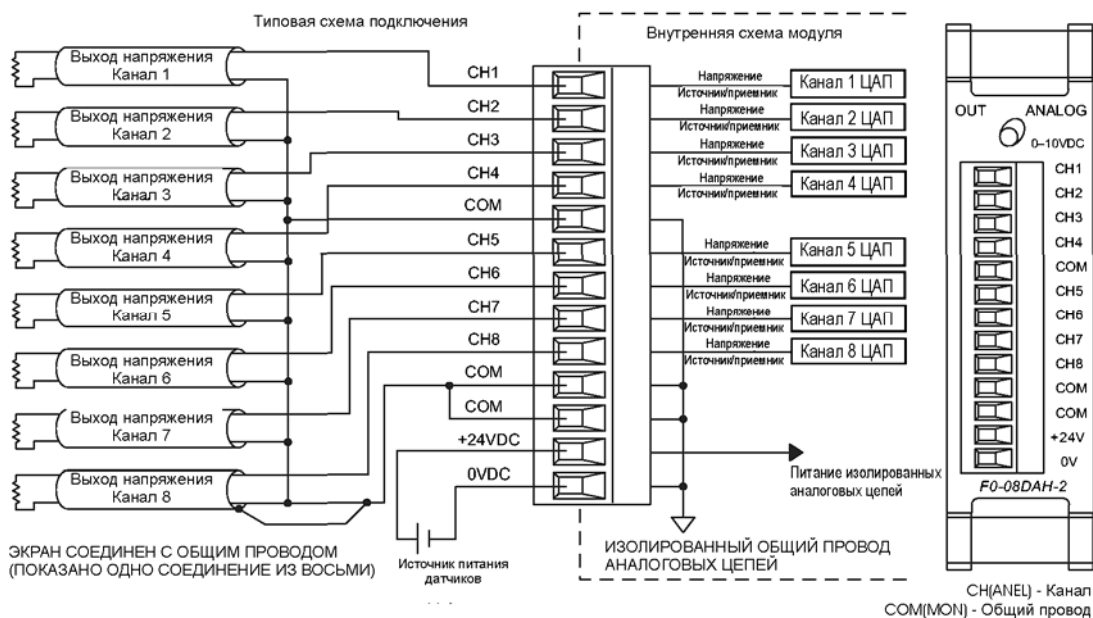 Типовая схема подключения
Внутренняя схема модуля
Выход напряжения
Канал 1
Выход напряжения
Канал 2
Выход напряжения
Канал 3
Выход напряжения
Канал 4
Выход напряжения
Канал 5
Выход напряжения
Канал 6
Выход напряжения
Канал 7
Выход напряжения
Канал 8
CH1
CH2
CH3
CH4
COM
CH5
CH6
CH7
CH8
COM
COM
+24VDC
0VDC
Напряжение
Источник/приемник
Канал 1 ЦАП
Напряжение
Источник/приемник
Канал 2 ЦАП
Напряжение
Источник/приемник
Канал 3 ЦАП
Напряжение
Источник/приемник
Канал 4 ЦАП
Напряжение
Источник/приемник
Канал 5 ЦАП
Напряжение
Источник/приемник
Канал 6 ЦАП
Напряжение
Источник/приемник
Канал 7 ЦАП
Напряжение
Источник/приемник
Канал 8 ЦАП
Питание изолированных
аналоговых цепей
ЭКРАН СОЕДИНЕН С ОБЩИМ ПРОВОДОМ
(ПОКАЗАНО ОДНО СОЕДИНЕНИЕ ИЗ ВОСЬМИ)
Источник питания
датчиков
ИЗОЛИРОВАННЫЙ ОБЩИЙ ПРОВОД
АНАЛОГОВЫХ ЦЕПЕЙ
OUT ANALOG
0–10VDC
CH1
CH2
CH3
CH4
COM
CH5
CH6
CH7
CH8
COM
COM
+24V
0V
F0-08DAH-2
CH(ANEL) - Канал
COM(MON) - Общий провод